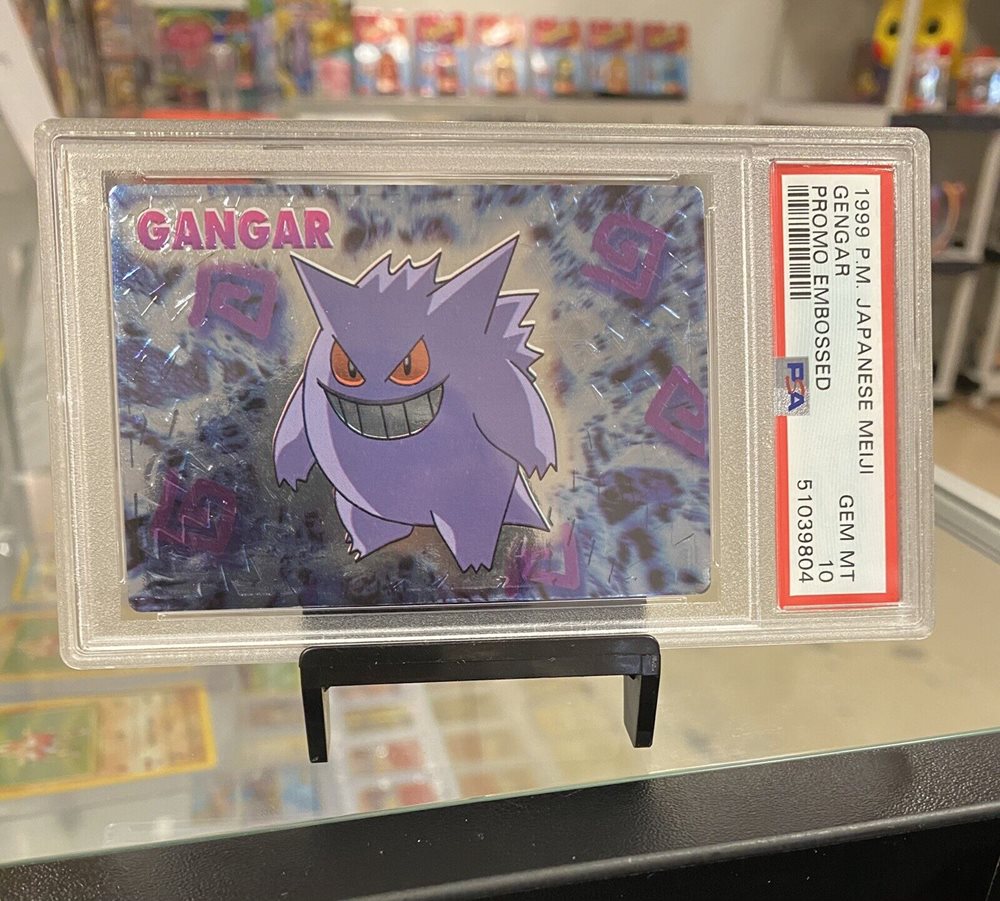 GANGAR
1999 P.M. JAPANESE MEIJI
GENGAR
PROMO EMBOSSED
GEM MT
10
51039804
PSA